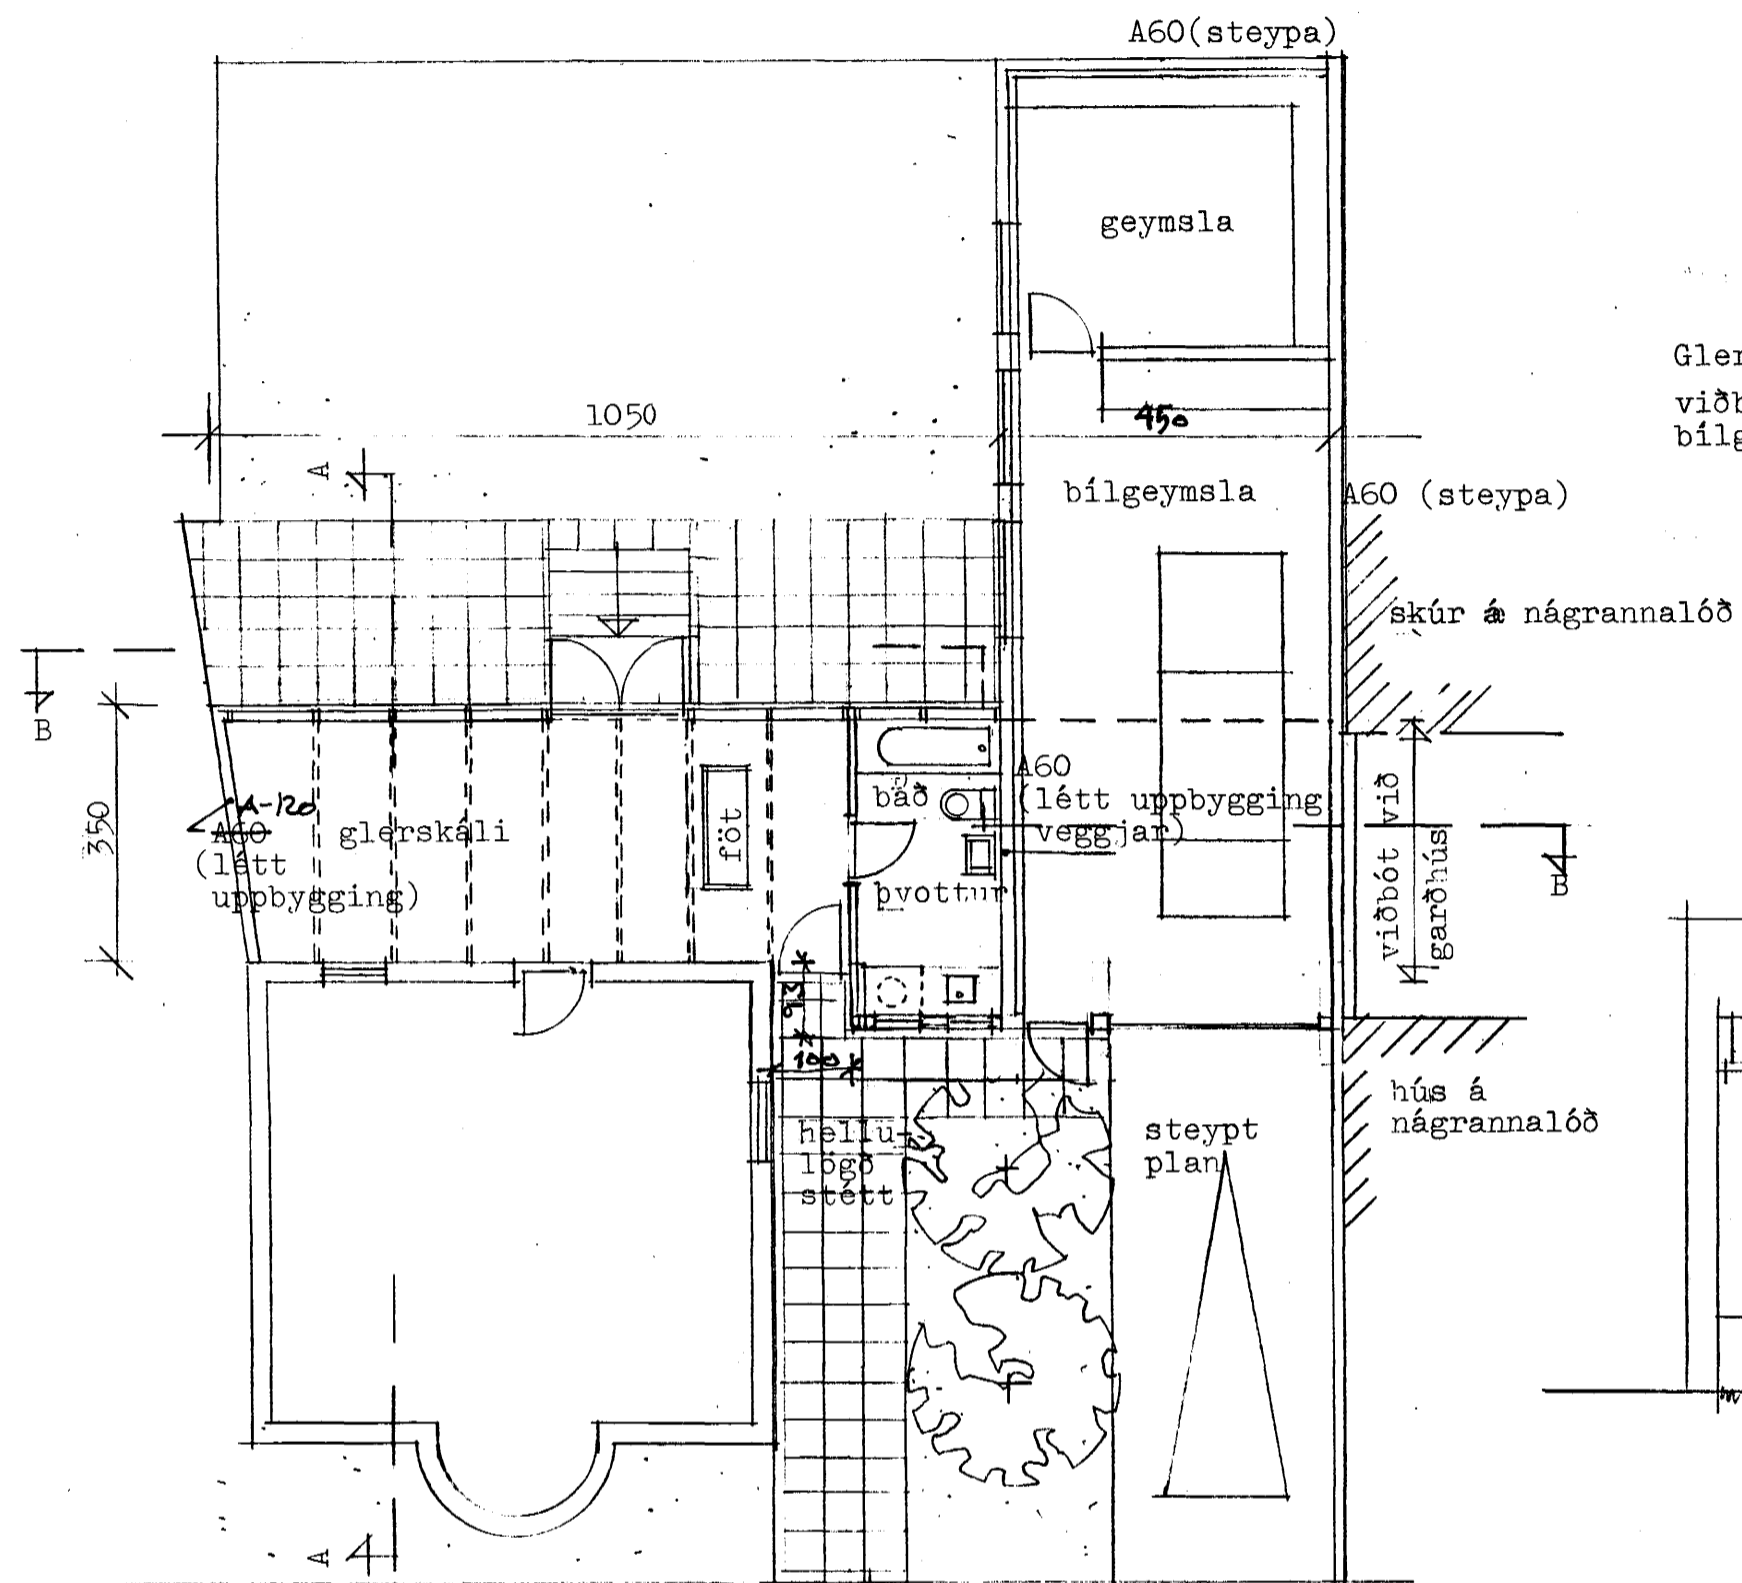 A60(steypa)
geymsla
Gler
viðb
bílg
1050
450
A
bílgeymsla
A60 (steypa)
skúr á nágrannalóð
B
350
A-120
A60
(létt
uppbygging)
glerskáli
föt
bað
A60
(létt uppbygging
veggjar)
þvottur
viðbót við
garðhús
B
93
100
hellu-
lögð
stétt
steypt
plan
hús á
nágrannalóð
A